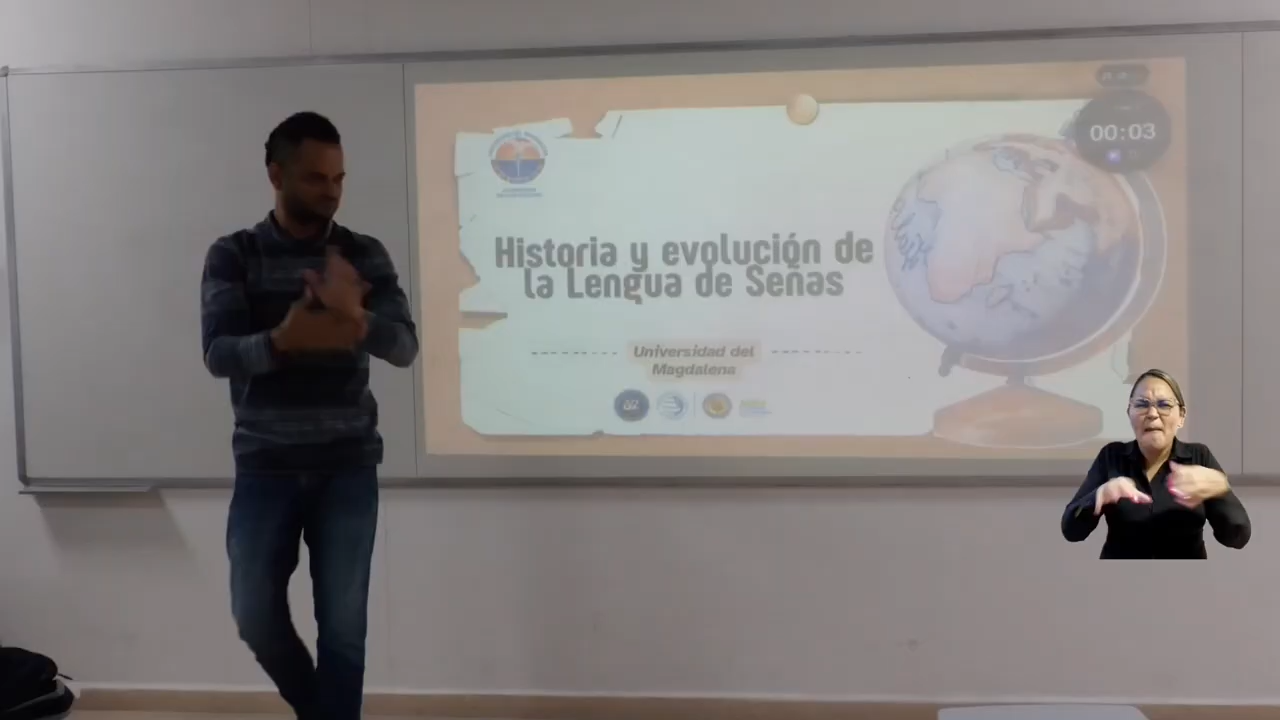 00:03
Historia y evolución de
la Lengua de Señas
Universidad del
Magdalena